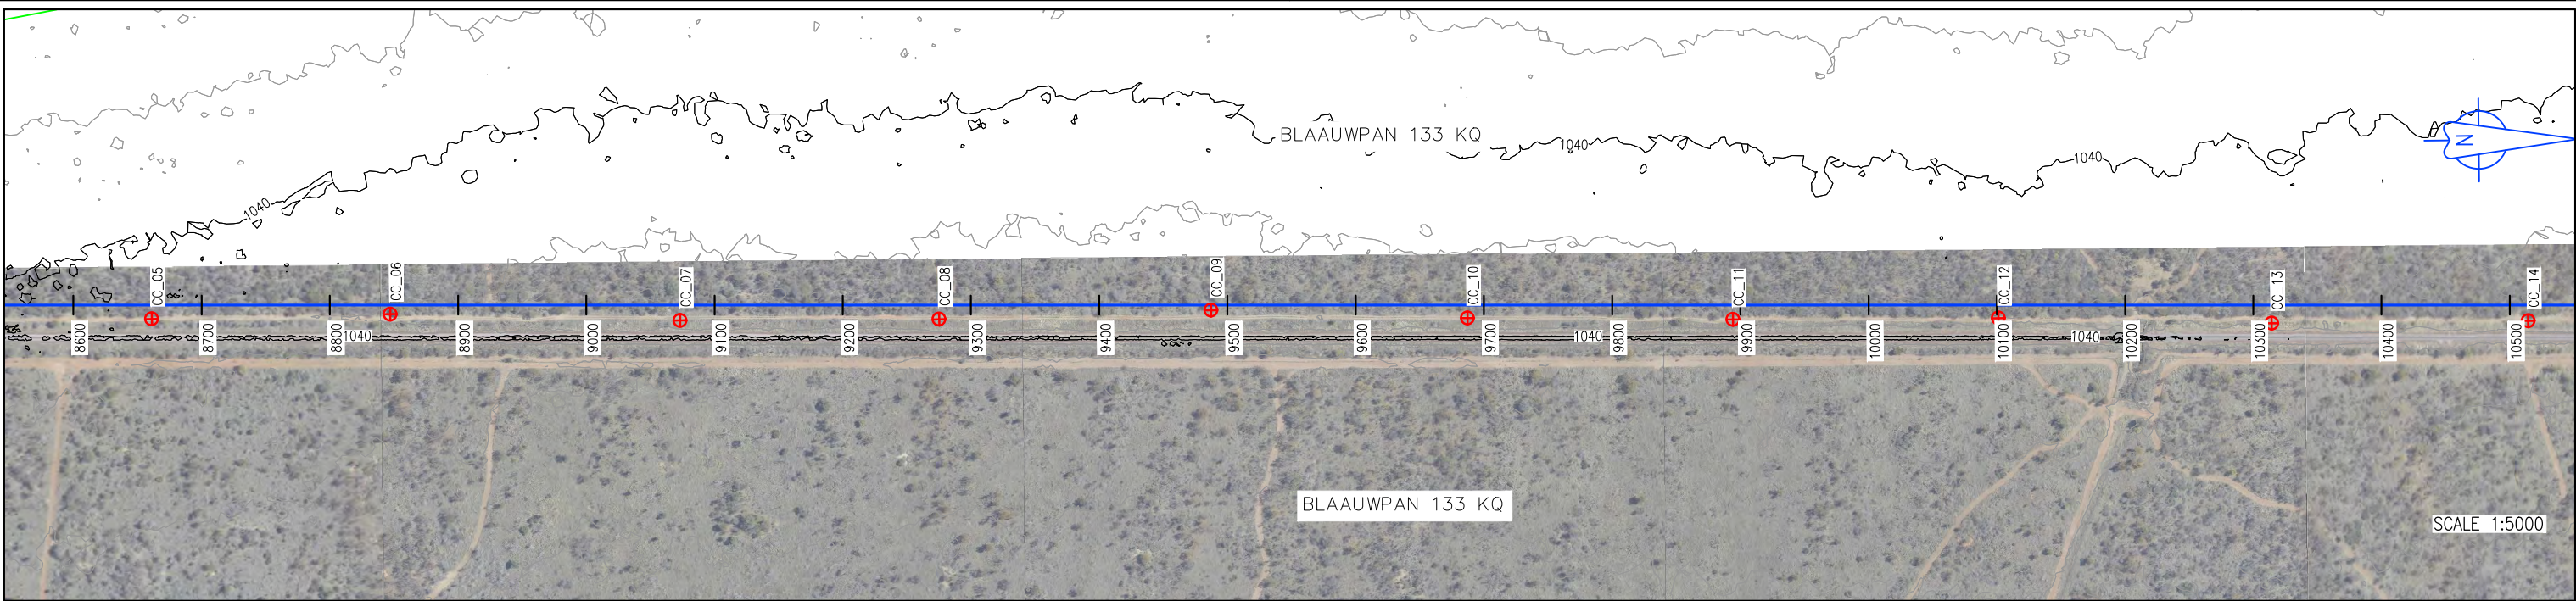 BLAAUWPAN 133 KQ
1040
1040
1040
N
CC_05
CC_06
CC_07
CC_08
CC_09
CC_10
CC_11
CC_12
CC_13
CC_14
8600
8700
8800
1040
8900
9000
9100
9200
9300
9400
9500
9600
9700
1040
9800
9900
10000
10100
1040
10200
10300
10400
10500
BLAAUWPAN 133 KQ
SCALE 1:5000